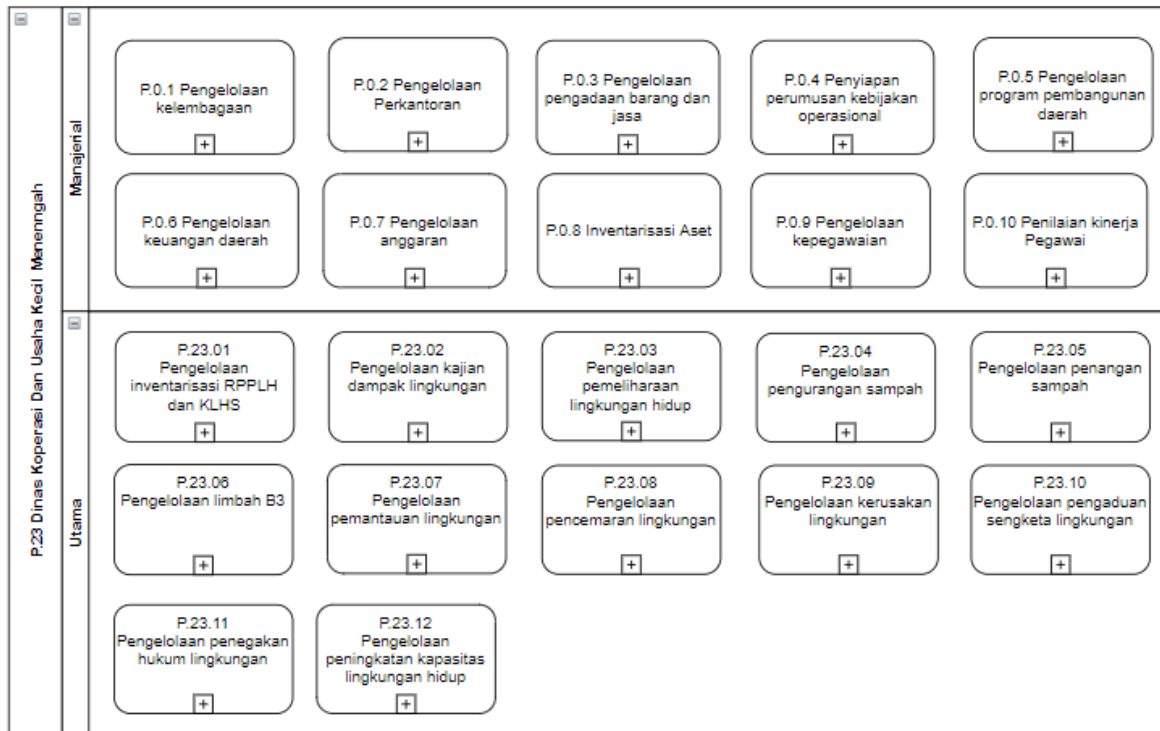 P.23 Dinas Koperasi Dan Usaha Kecil Menenngah
Manajerial
P.0.1 Pengelolaan
kelembagaan
P.0.2 Pengelolaan
Perkantoran
P.0.3 Pengelolaan
pengadaan barang dan
jasa
P.0.4 Penyiapan
perumusan kebijakan
operasional
P.0.5 Pengelolaan
program pembangunan
daerah
P.0.6 Pengelolaan
keuangan daerah
P.0.7 Pengelolaan
anggaran
P.0.8 Inventarisasi Aset
P.0.9 Pengelolaan
kepegawaian
P.0.10 Penilaian kinerja
Pegawai
Utama
P.23.01
Pengelolaan
inventarisasi RPPLH
dan KLHS
P.23.02
Pengelolaan kajian
dampak lingkungan
P.23.03
Pengelolaan
pemeliharaan
lingkungan hidup
P.23.04
Pengelolaan
pengurangan sampah
P.23.05
Pengelolaan penangan
sampah
P.23.06
Pengelolaan limbah B3
P.23.07
Pengelolaan
pemantauan lingkungan
P.23.08
Pengelolaan
pencemaran lingkungan
P.23.09
Pengelolaan kerusakan
lingkungan
P.23.10
Pengelolaan pengaduan
sengketa lingkungan
P.23.11
Pengelolaan penegakan
hukum lingkungan
P.23.12
Pengelolaan
peningkatan kapasitas
lingkungan hidup